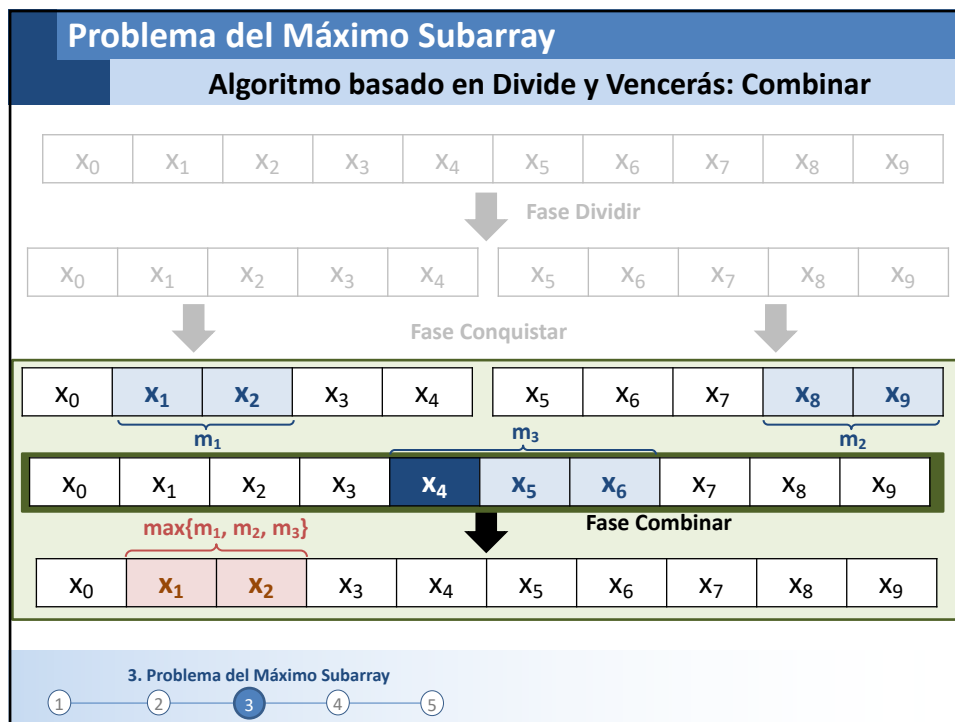 Problema del Máximo Subarray
Algoritmo basado en Divide y Vencerás: Combinar
x₀ x₁ x₂ x₃ x₄ x₅ x₆ x₇ x₈ x₉
Fase Dividir
x₀ x₁ x₂ x₃ x₄ x₅ x₆ x₇ x₈ x₉
Fase Conquistar
x₀ x₁ x₂ x₃ x₄ x₅ x₆ x₇ x₈ x₉
m₁ m₃ m₂
x₀ x₁ x₂ x₃ x₄ x₅ x₆ x₇ x₈ x₉
max{m₁, m₂, m₃} Fase Combinar
x₀ x₁ x₂ x₃ x₄ x₅ x₆ x₇ x₈ x₉
3. Problema del Máximo Subarray
1 2 3 4 5